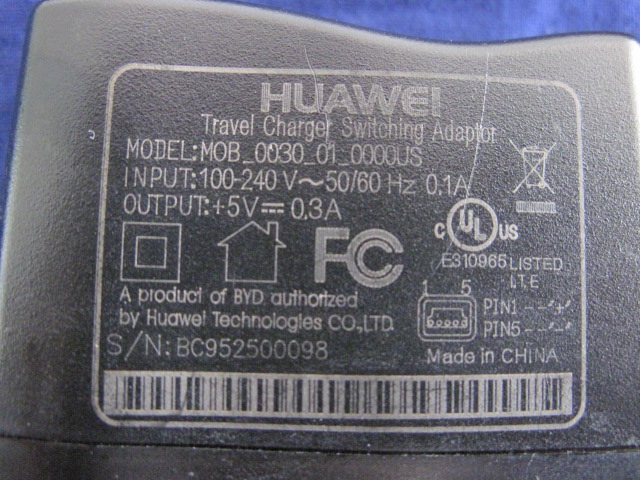 HUAWEI
Travel Charger Switching Adaptor
MODEL:MOB_0030_01_0000US
INPUT:100-240 V~50/60 Hz 0.1A
OUTPUT:+5V⎓0.3A
FC
C UL US
E310965 LISTED
I.T.E
A product of BYD authorized
by Huawei Technologies CO.,LTD.
1 5
PIN1--'+'
PIN5--'-'
S/N:BC952500098
Made in CHINA